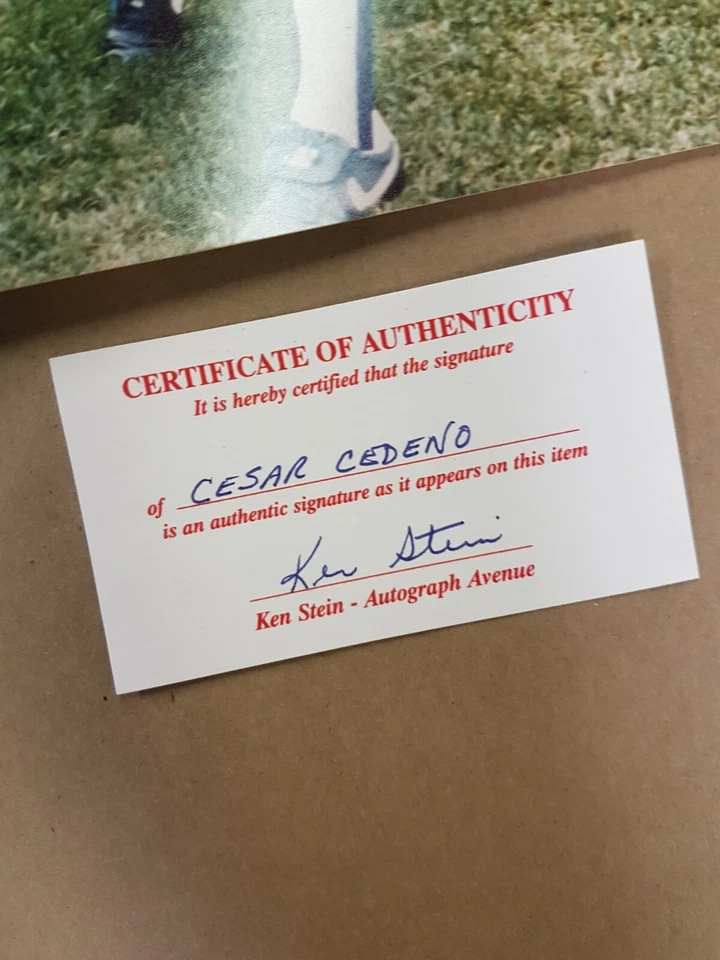 CERTIFICATE OF AUTHENTICITY
It is hereby certified that the signature
of CESAR CEDENO
is an authentic signature as it appears on this item
Ken Stein
Ken Stein - Autograph Avenue